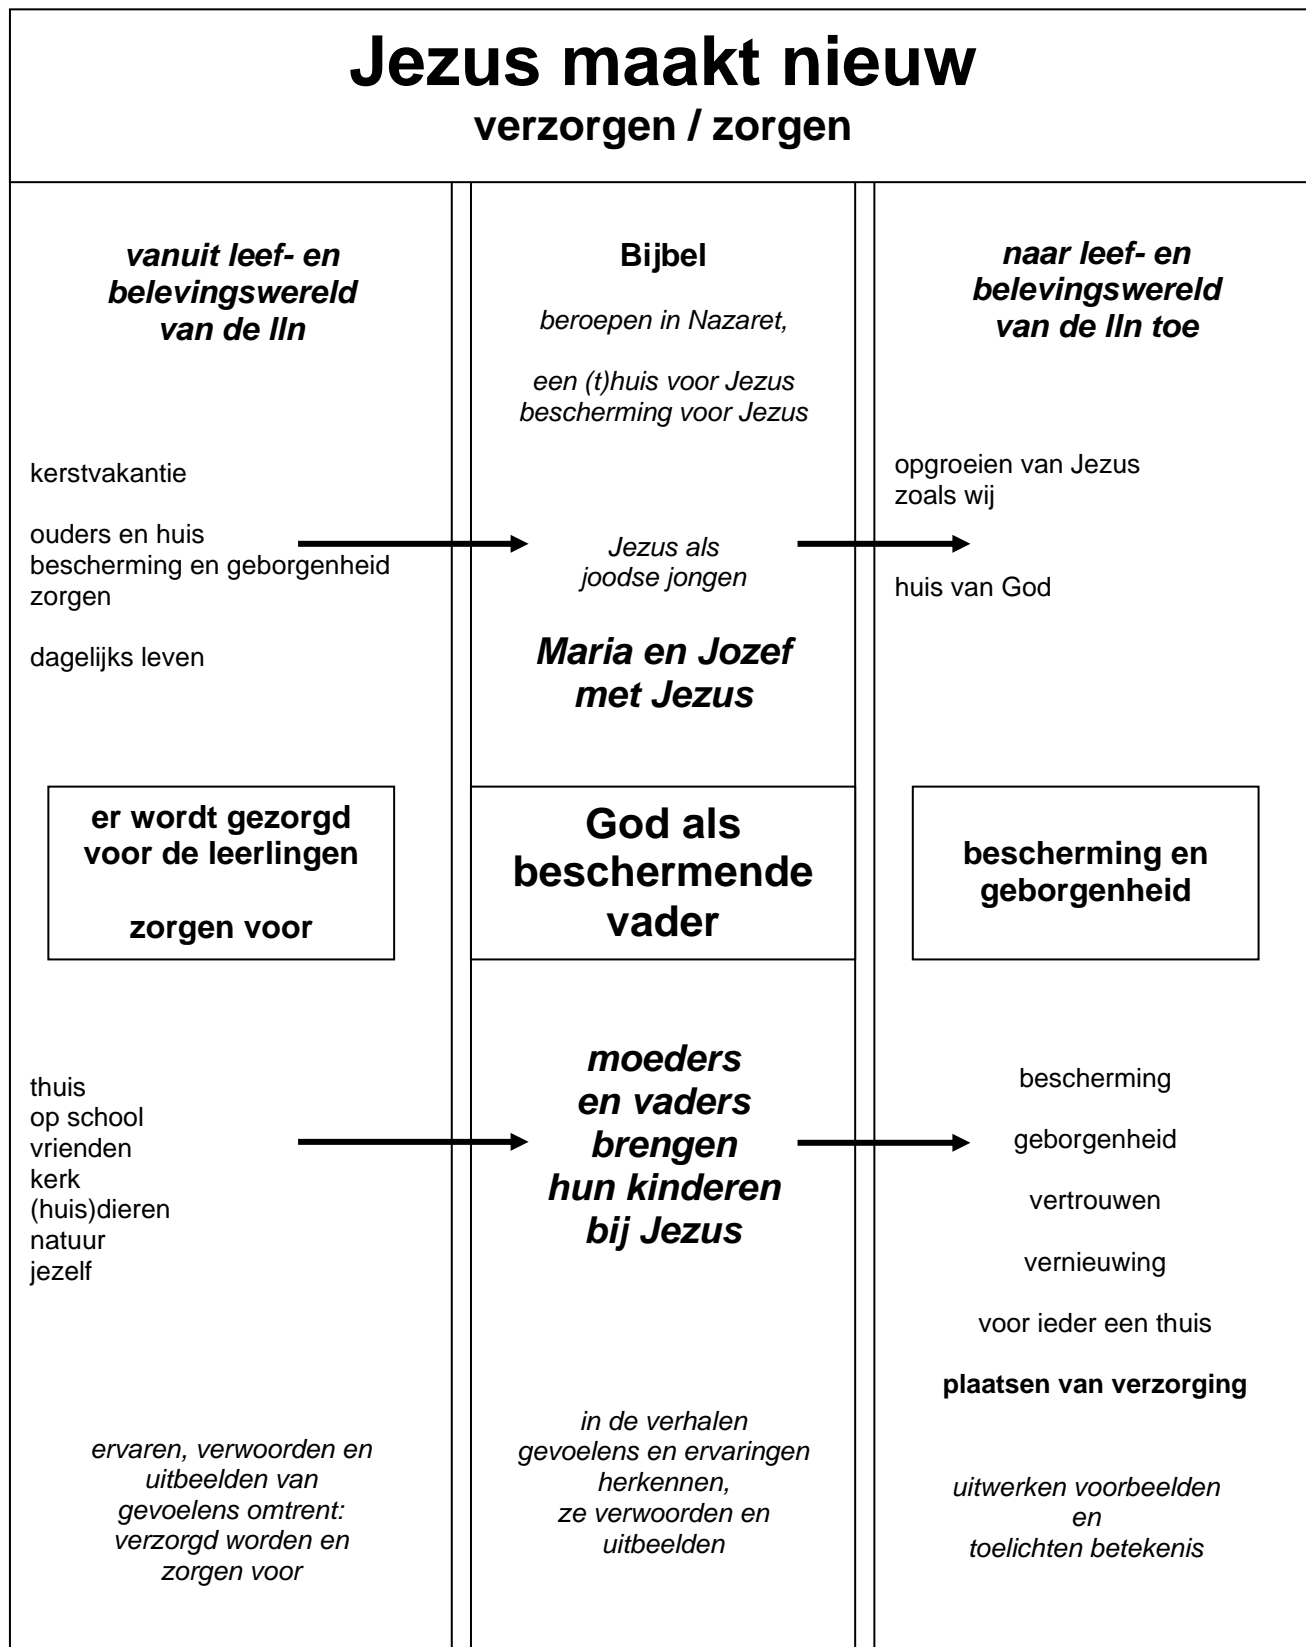 Jezus maakt nieuw
verzorgen / zorgen
vanuit leef- en
belevingswereld
van de lln
kerstvakantie
ouders en huis
bescherming en geborgenheid
zorgen
dagelijks leven
er wordt gezorgd
voor de leerlingen
zorgen voor
thuis
op school
vrienden
kerk
(huis)dieren
natuur
jezelf
ervaren, verwoorden en
uitbeelden van
gevoelens omtrent:
verzorgd worden en
zorgen voor
Bijbel
beroepen in Nazaret,
een (t)huis voor Jezus
bescherming voor Jezus
Jezus als
joodse jongen
Maria en Jozef
met Jezus
God als
beschermende
vader
moeders
en vaders
brengen
hun kinderen
bij Jezus
in de verhalen
gevoelens en ervaringen
herkennen,
ze verwoorden en
uitbeelden
naar leef- en
belevingswereld
van de lln toe
opgroeien van Jezus
zoals wij
huis van God
bescherming en
geborgenheid
bescherming
geborgenheid
vertrouwen
vernieuwing
voor ieder een thuis
plaatsen van verzorging
uitwerken voorbeelden
en
toelichten betekenis